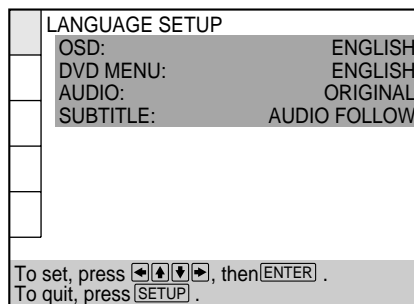 LANGUAGE SETUP
OSD: ENGLISH
DVD MENU: ENGLISH
AUDIO: ORIGINAL
SUBTITLE: AUDIO FOLLOW
To set, press ←↑↓→, then ENTER .
To quit, press SETUP .